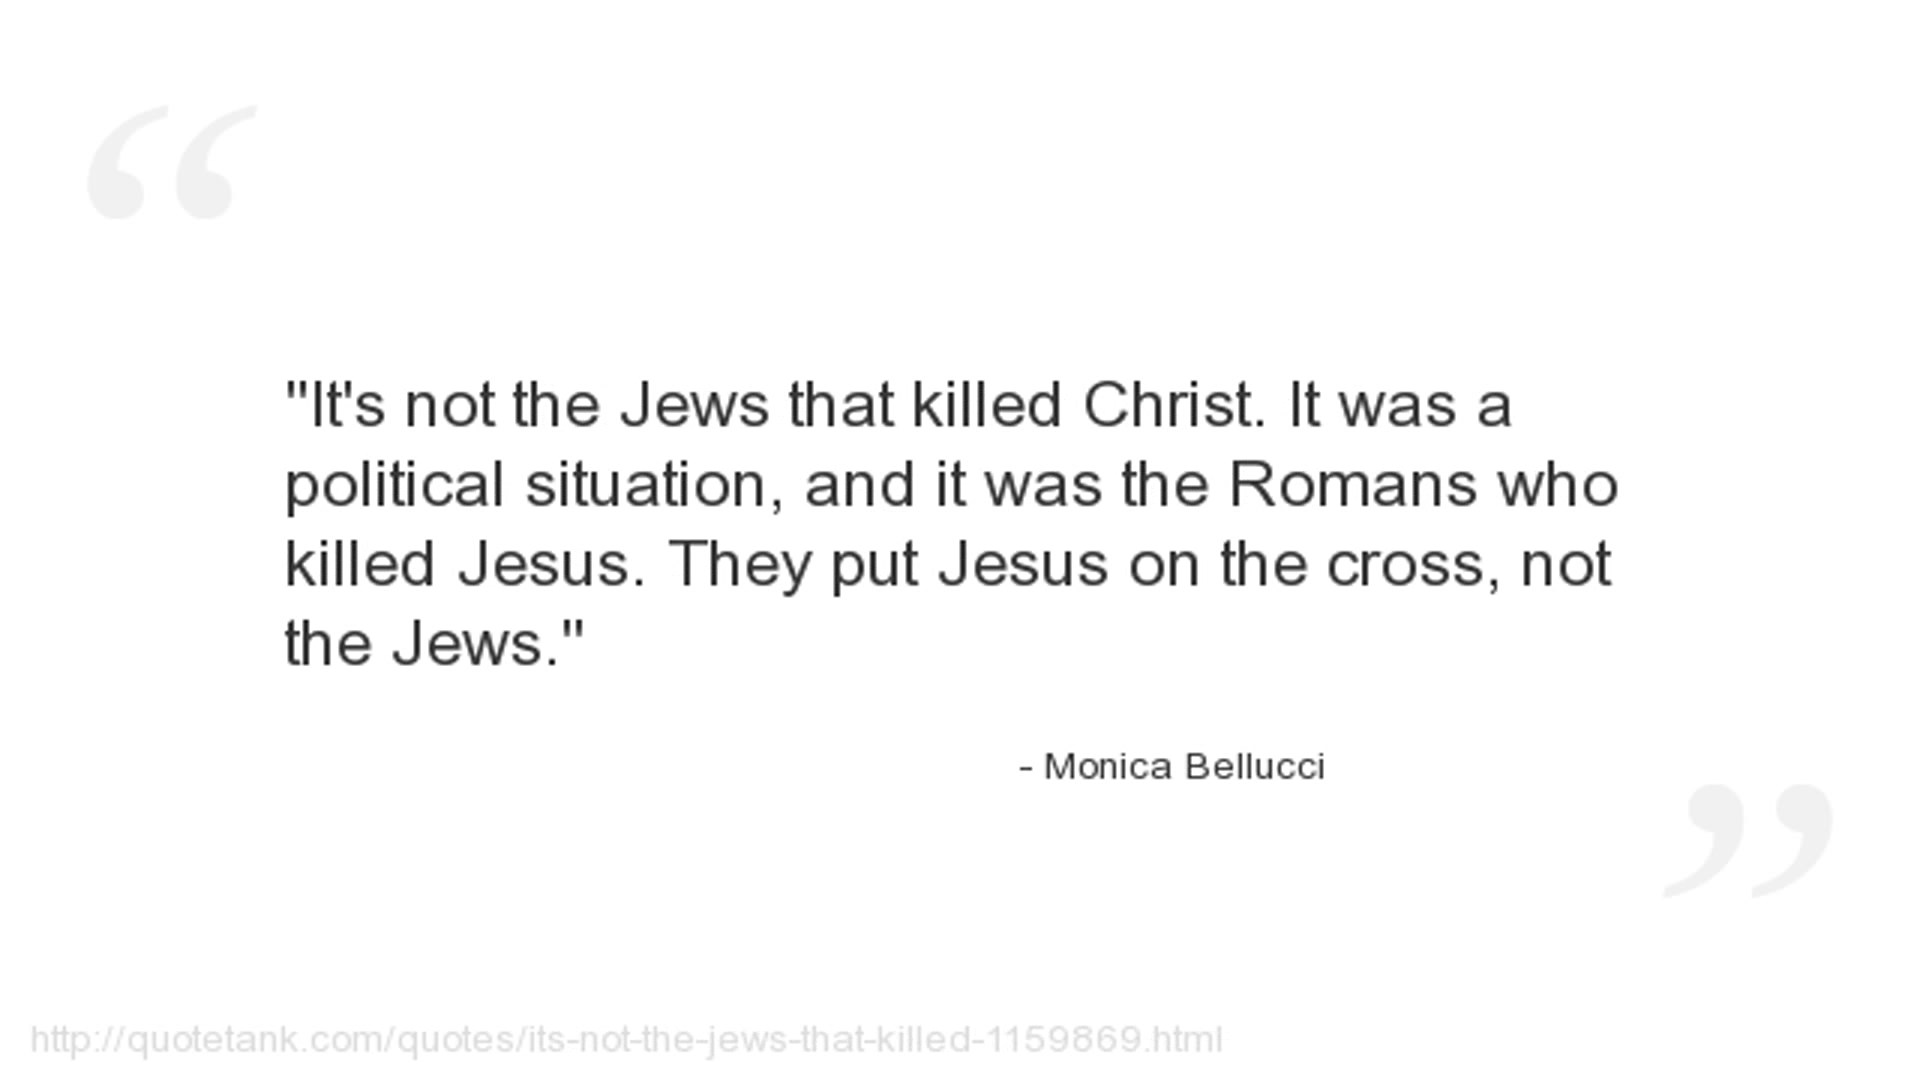 "It's not the Jews that killed Christ. It was a
political situation, and it was the Romans who
killed Jesus. They put Jesus on the cross, not
the Jews."
- Monica Bellucci
http://quotetank.com/quotes/its-not-the-jews-that-killed-1159869.html